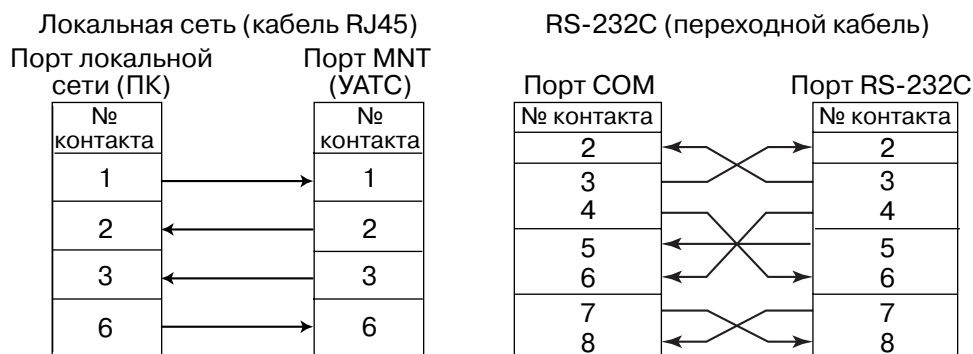 Локальная сеть (кабель RJ45)
Порт локальной сети (ПК)
Порт MNT (УАТС)
№ контакта
№ контакта
1
1
2
2
3
3
6
6
RS-232C (переходной кабель)
Порт COM
Порт RS-232C
№ контакта
№ контакта
2
2
3
3
4
4
5
5
6
6
7
7
8
8